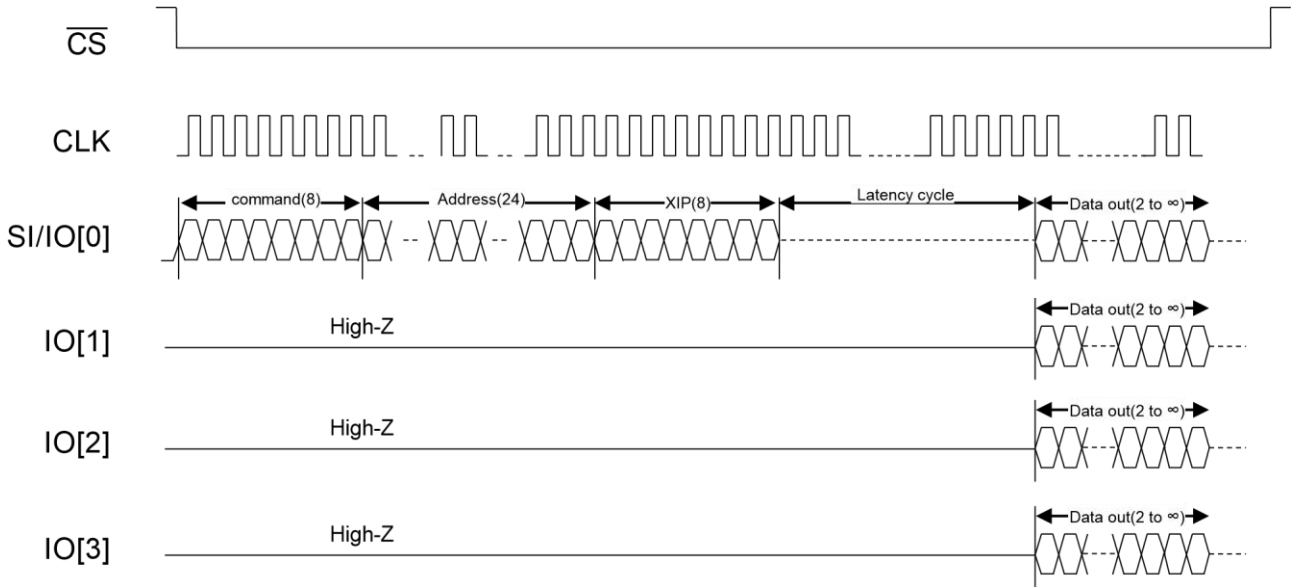 CS
CLK
SI/IO[0] command(8) Address(24) XIP(8) Latency cycle Data out(2 to ∞)
IO[1] High-Z Data out(2 to ∞)
IO[2] High-Z Data out(2 to ∞)
IO[3] High-Z Data out(2 to ∞)